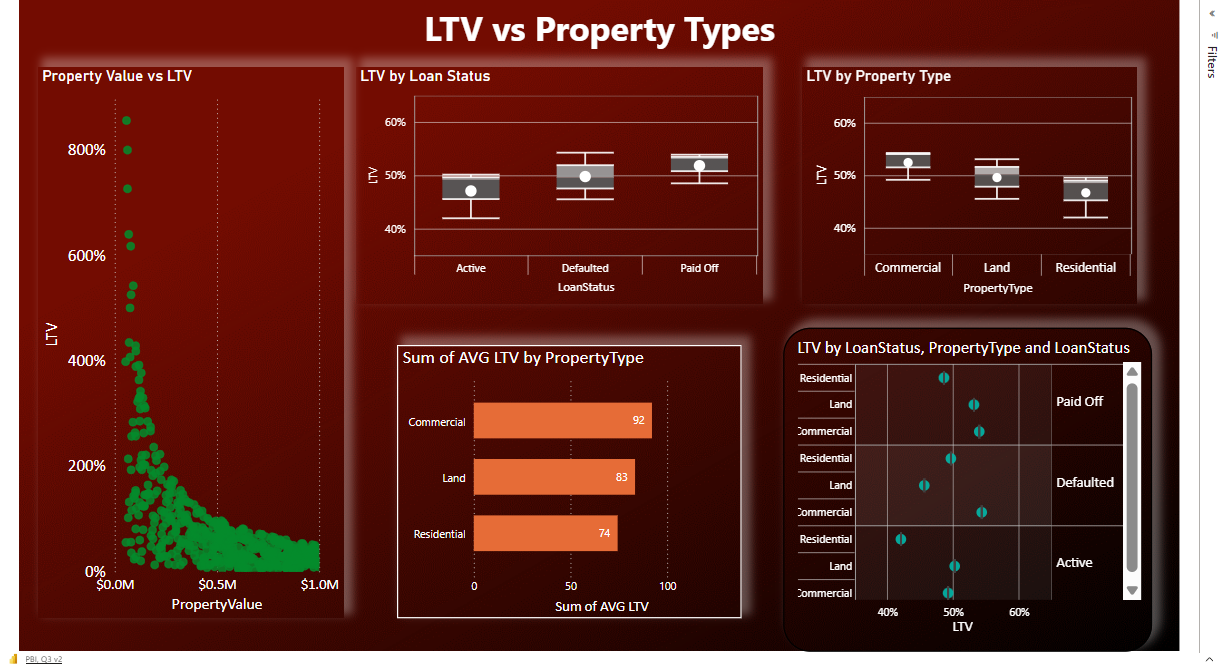 LTV vs Property Types
Property Value vs LTV
800%
600%
400%
200%
0%
LTV
$0.0M $0.5M $1.0M
PropertyValue
LTV by Loan Status
60%
50%
40%
LTV
Active Defaulted Paid Off
LoanStatus
LTV by Property Type
60%
50%
40%
LTV
Commercial Land Residential
PropertyType
Sum of AVG LTV by PropertyType
Commercial 92
Land 83
Residential 74
0 50 100
Sum of AVG LTV
LTV by LoanStatus, PropertyType and LoanStatus
Residential
Land
Commercial
Paid Off
Residential
Land
Commercial
Defaulted
Residential
Land
Commercial
Active
40% 50% 60%
LTV
Filters
PBI, Q3 v2